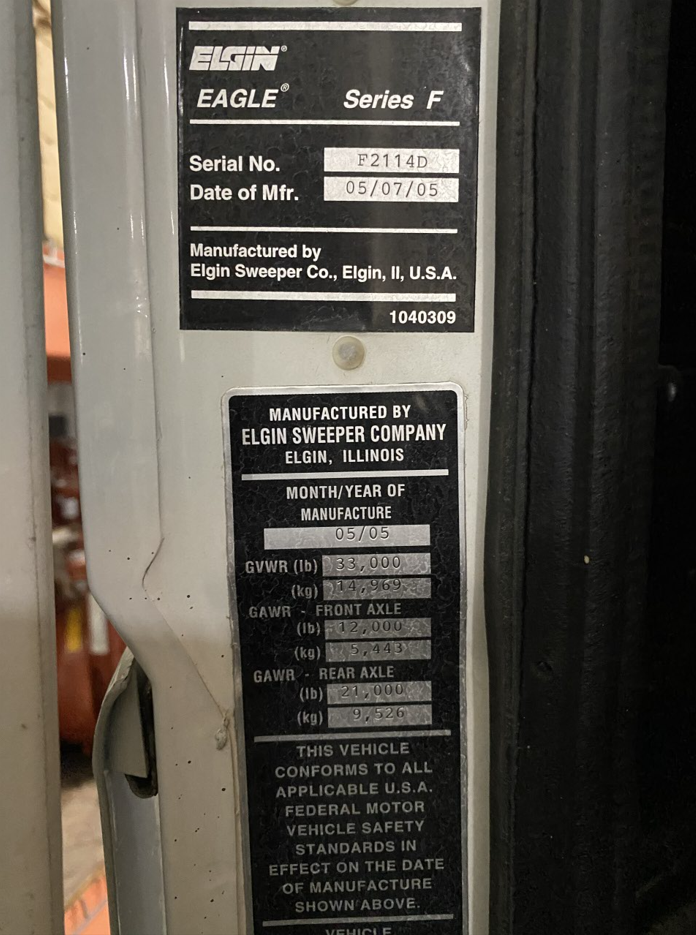 ELGIN®
EAGLE® Series F
Serial No. F2114D
Date of Mfr. 05/07/05
Manufactured by
Elgin Sweeper Co., Elgin, Il, U.S.A.
1040309
MANUFACTURED BY
ELGIN SWEEPER COMPANY
ELGIN, ILLINOIS
MONTH/YEAR OF
MANUFACTURE
05/05
GVWR (lb) 33,000
(kg) 14,969
GAWR - FRONT AXLE
(lb) 12,000
(kg) 5,443
GAWR - REAR AXLE
(lb) 21,000
(kg) 9,526
THIS VEHICLE
CONFORMS TO ALL
APPLICABLE U.S.A.
FEDERAL MOTOR
VEHICLE SAFETY
STANDARDS IN
EFFECT ON THE DATE
OF MANUFACTURE
SHOWN ABOVE.
VEHICLE